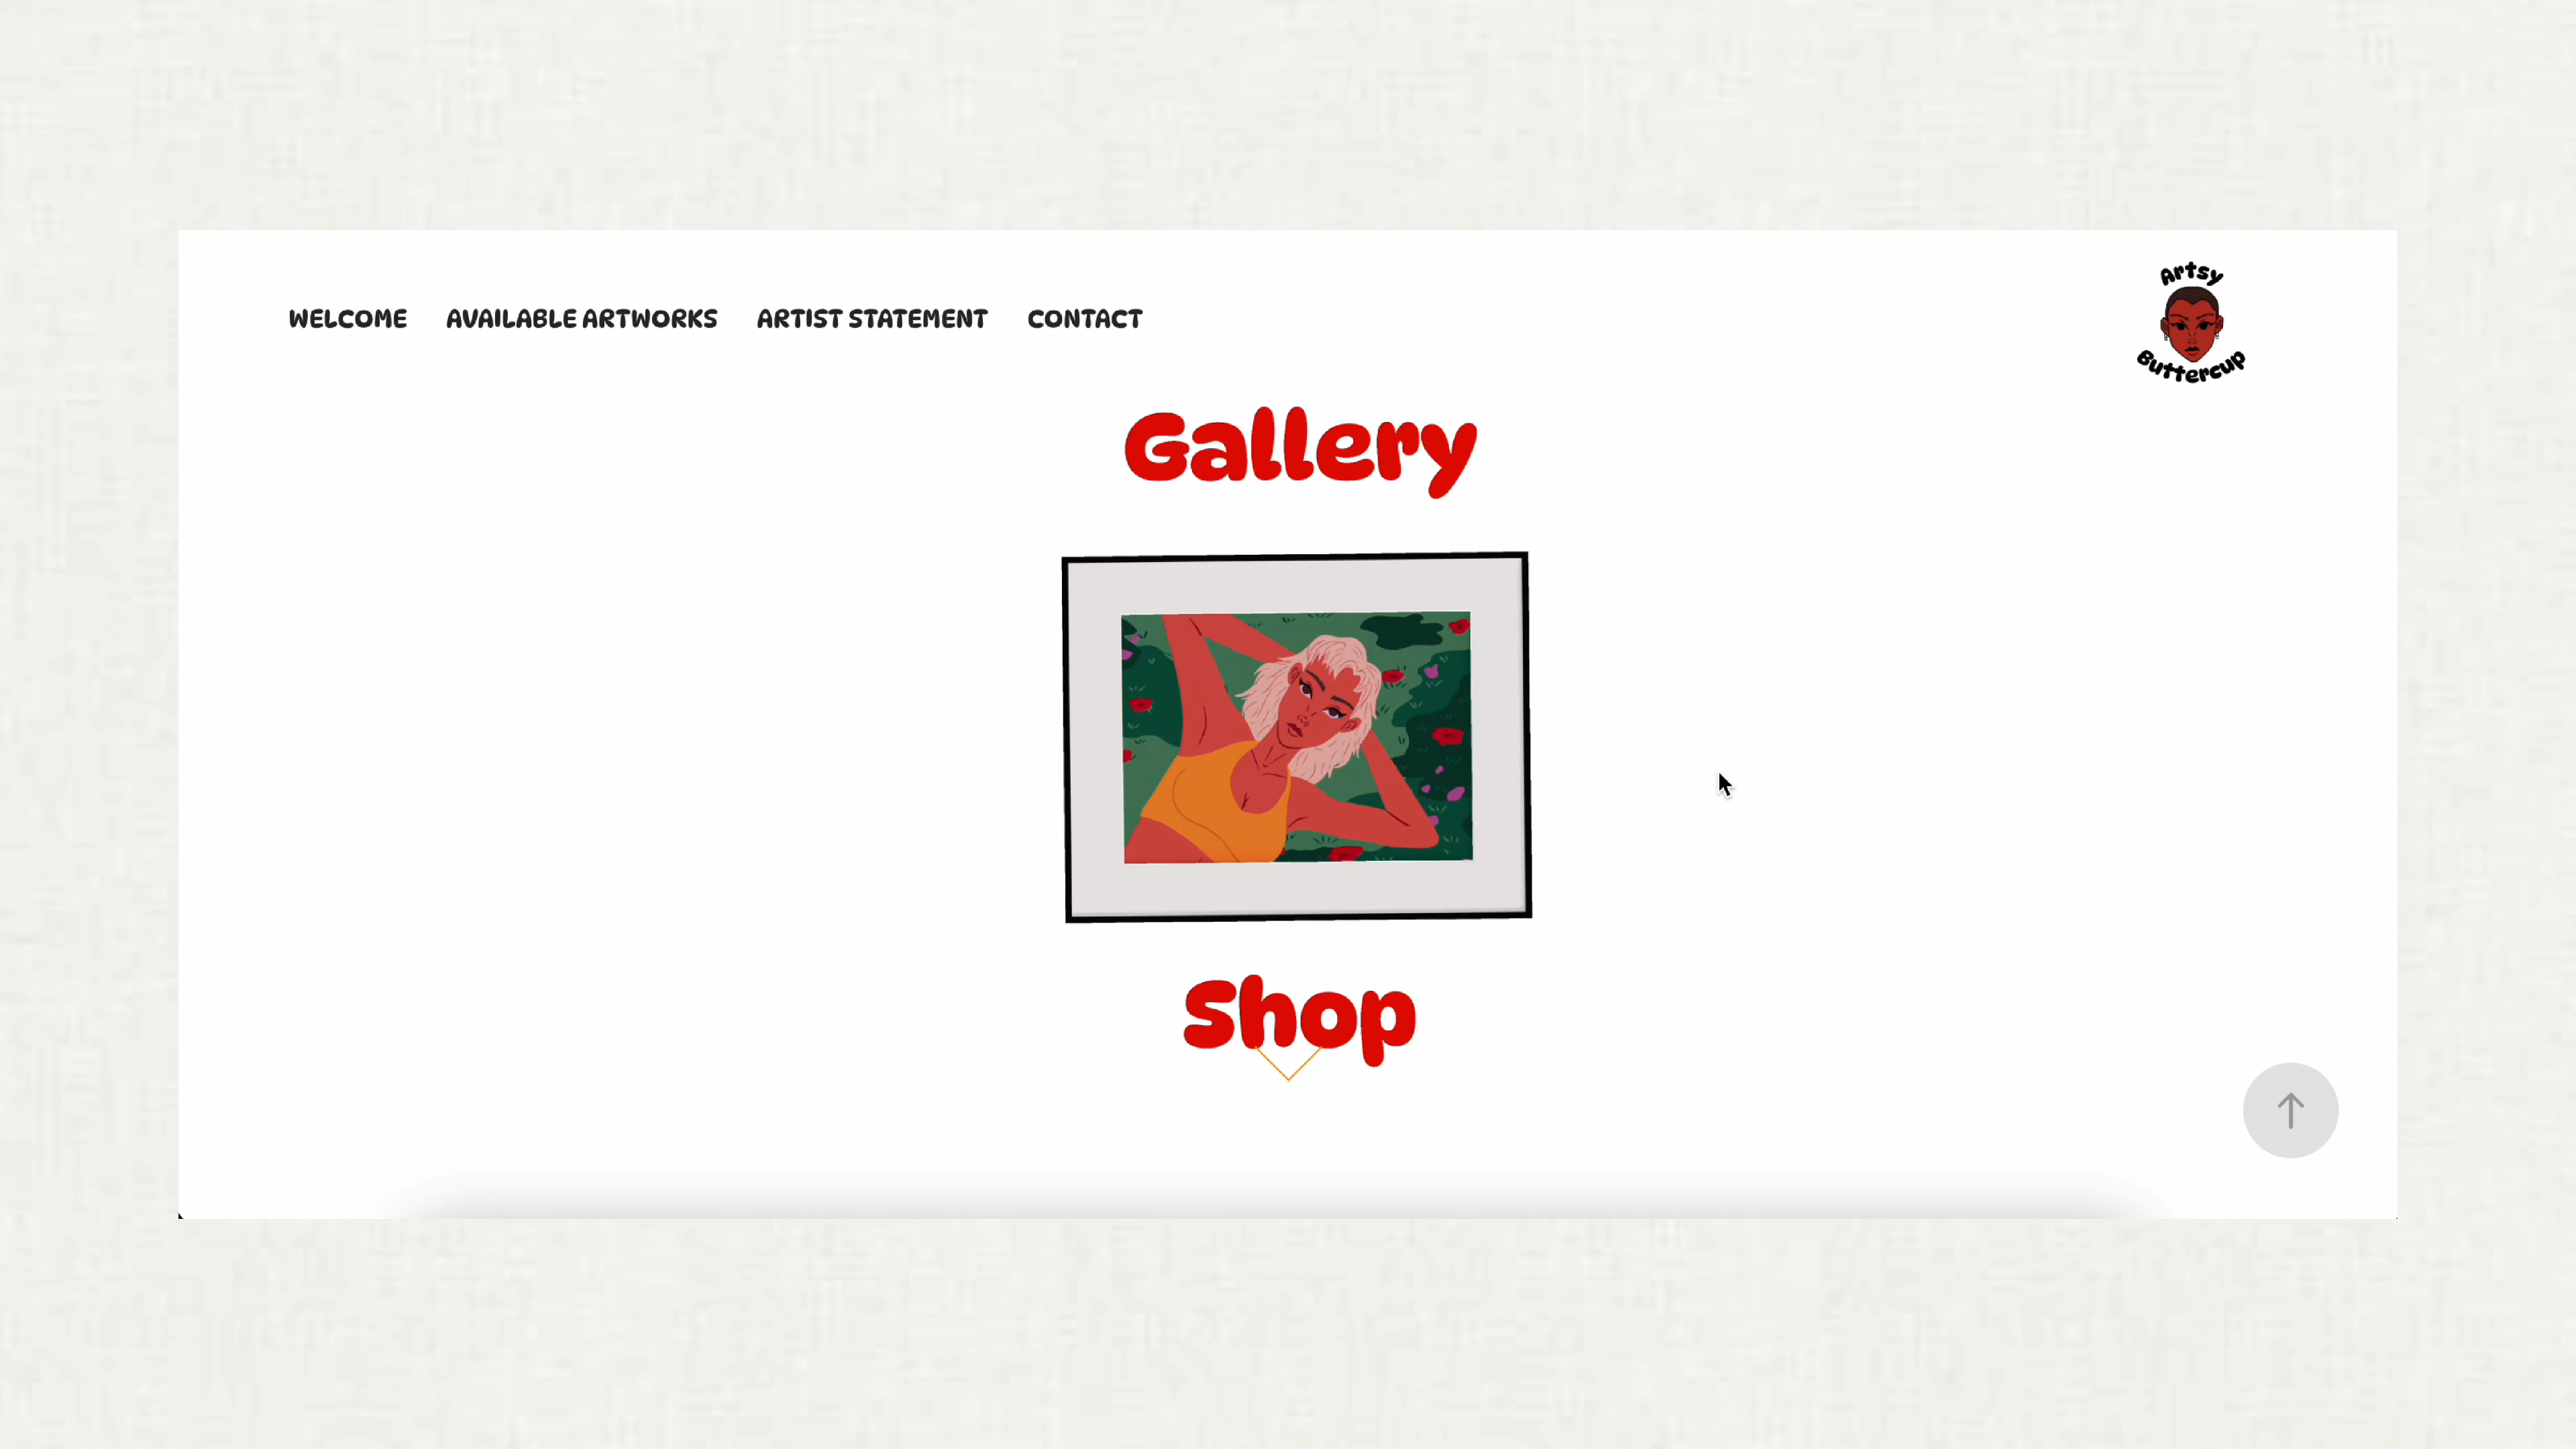 WELCOME AVAILABLE ARTWORKS ARTIST STATEMENT CONTACT
Artsy
Buttercup
Gallery
Shop